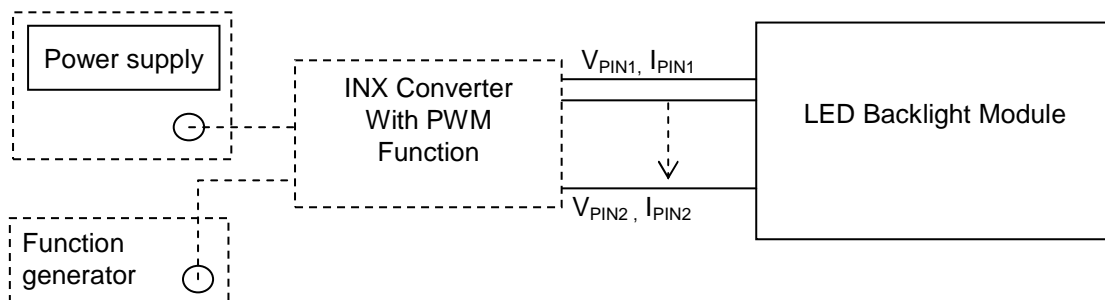 Power supply
INX Converter
With PWM
Function
V_PIN1, I_PIN1
LED Backlight Module
V_PIN2 , I_PIN2
Function
generator